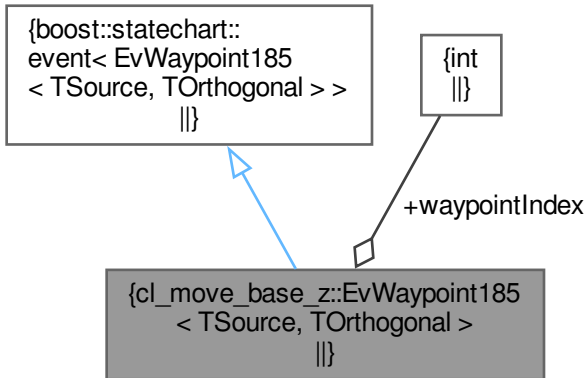 {boost::statechart::
event< EvWaypoint185
< TSource, TOrthogonal > >
||}
{int
||}
+waypointIndex
{cl_move_base_z::EvWaypoint185
< TSource, TOrthogonal >
||}